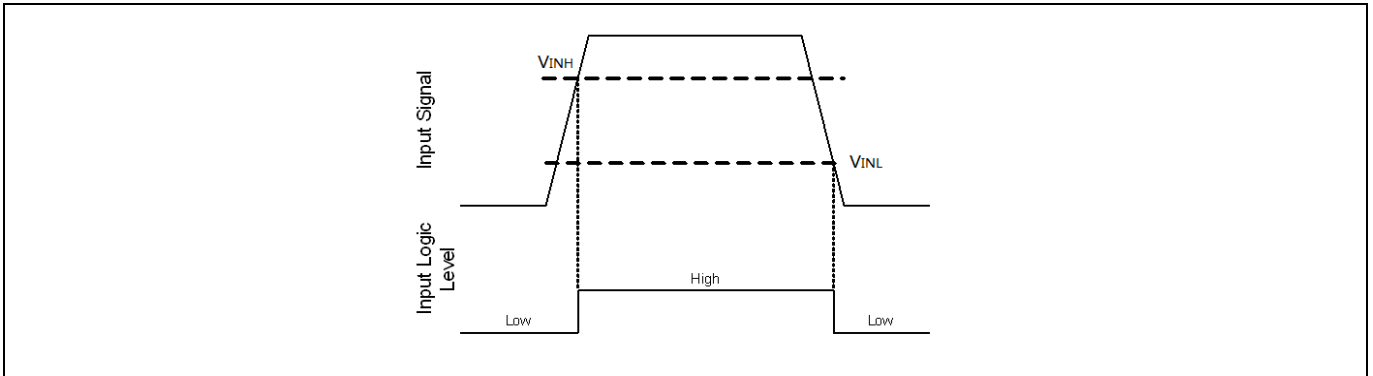 VINH
Input Signal
VINL
Input Logic
Level
High
Low
Low